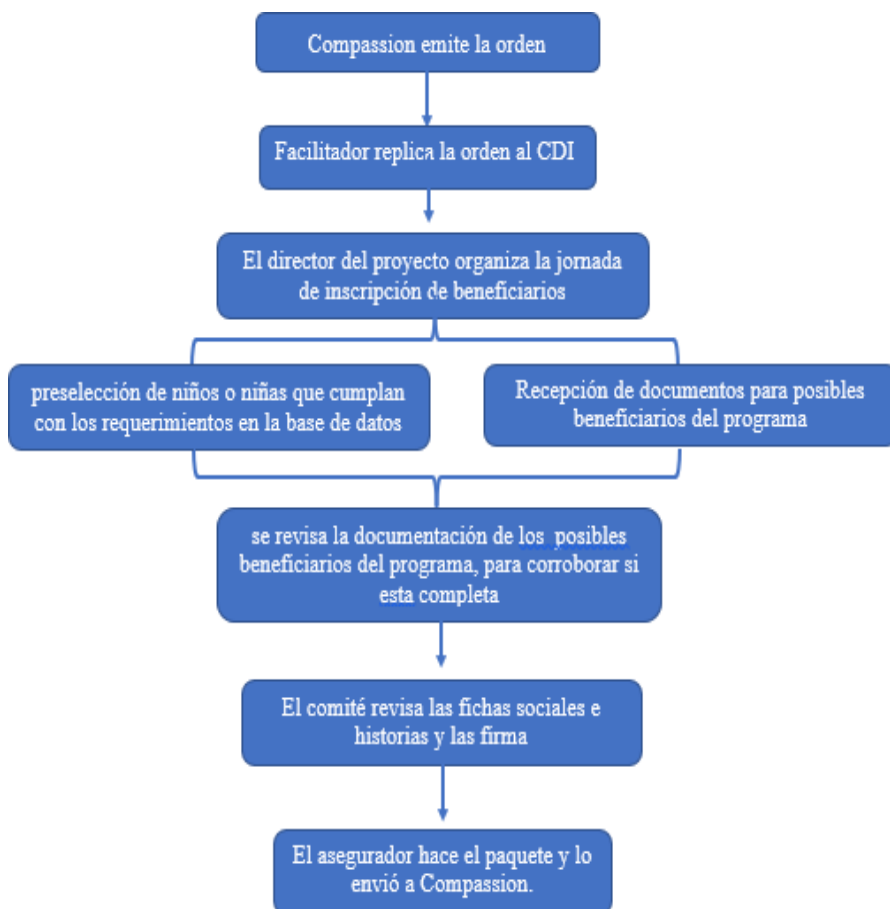 Compassion emite la orden
Facilitador replica la orden al CDI
El director del proyecto organiza la jornada
de inscripción de beneficiarios
preselección de niños o niñas que cumplan
con los requerimientos en la base de datos
Recepción de documentos para posibles
beneficiarios del programa
se revisa la documentación de los posibles
beneficiarios del programa, para corroborar si
esta completa
El comité revisa las fichas sociales e
historias y las firma
El asegurador hace el paquete y lo
envió a Compassion.